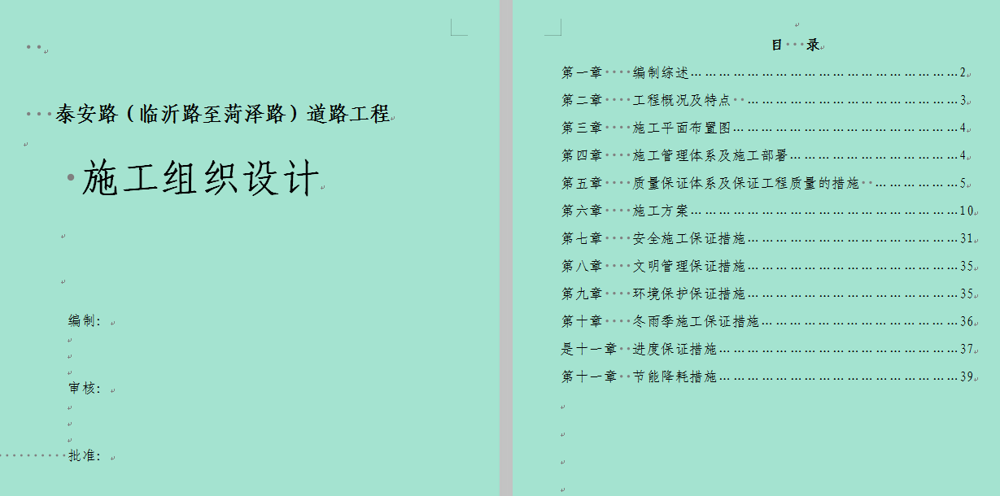 泰安路（临沂路至菏泽路）道路工程
施工组织设计
编制：
审核：
批准：
目 录
第一章 编制综述………………………………………………2
第二章 工程概况及特点 ……………………………………3
第三章 施工平面布置图………………………………………4
第四章 施工管理体系及施工部署……………………………4
第五章 质量保证体系及保证工程质量的措施 ………………5
第六章 施工方案………………………………………………10
第七章 安全施工保证措施……………………………………31
第八章 文明管理保证措施……………………………………35
第九章 环境保护保证措施……………………………………35
第十章 冬雨季施工保证措施…………………………………36
是十一章 进度保证措施………………………………………37
第十一章 节能降耗措施………………………………………39